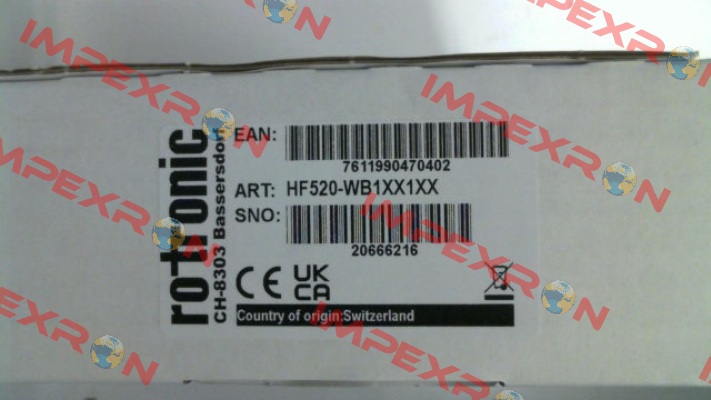 rotronic
CH-8303 Bassersdorf
EAN:
7611990470402
ART: HF520-WB1XX1XX
SNO:
20666216
CE UK
CA
Country of origin:Switzerland
IMPEXRON
IMPEXRON
IMPEXRON
IMPEXRON
IMPEXRON
IMPEXRON
IMPEXRON